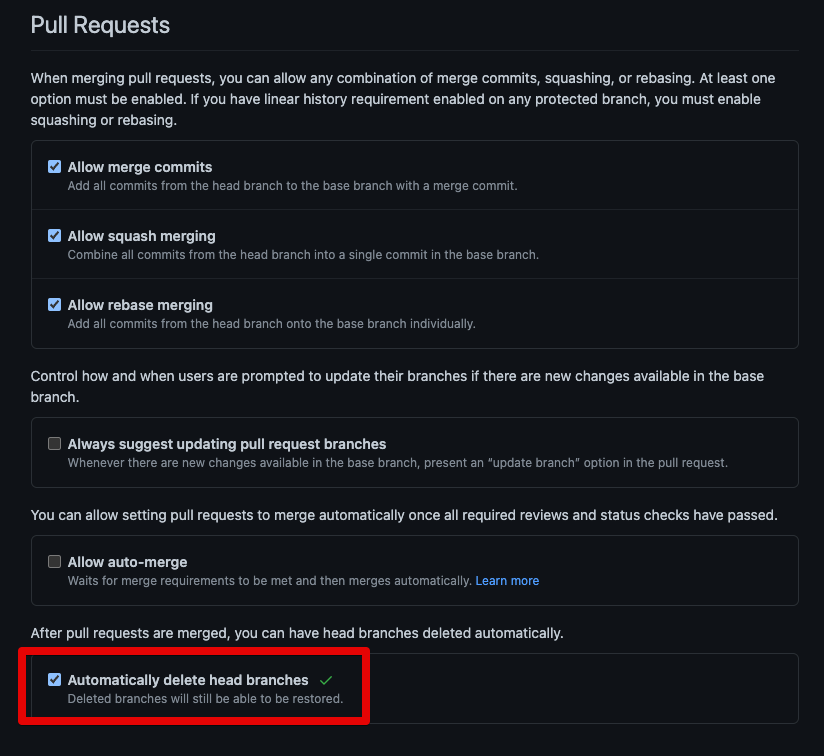 Pull Requests
When merging pull requests, you can allow any combination of merge commits, squashing, or rebasing. At least one
option must be enabled. If you have linear history requirement enabled on any protected branch, you must enable
squashing or rebasing.
Allow merge commits
Add all commits from the head branch to the base branch with a merge commit.
Allow squash merging
Combine all commits from the head branch into a single commit in the base branch.
Allow rebase merging
Add all commits from the head branch onto the base branch individually.
Control how and when users are prompted to update their branches if there are new changes available in the base
branch.
Always suggest updating pull request branches
Whenever there are new changes available in the base branch, present an “update branch” option in the pull request.
You can allow setting pull requests to merge automatically once all required reviews and status checks have passed.
Allow auto-merge
Waits for merge requirements to be met and then merges automatically. Learn more
After pull requests are merged, you can have head branches deleted automatically.
Automatically delete head branches
Deleted branches will still be able to be restored.